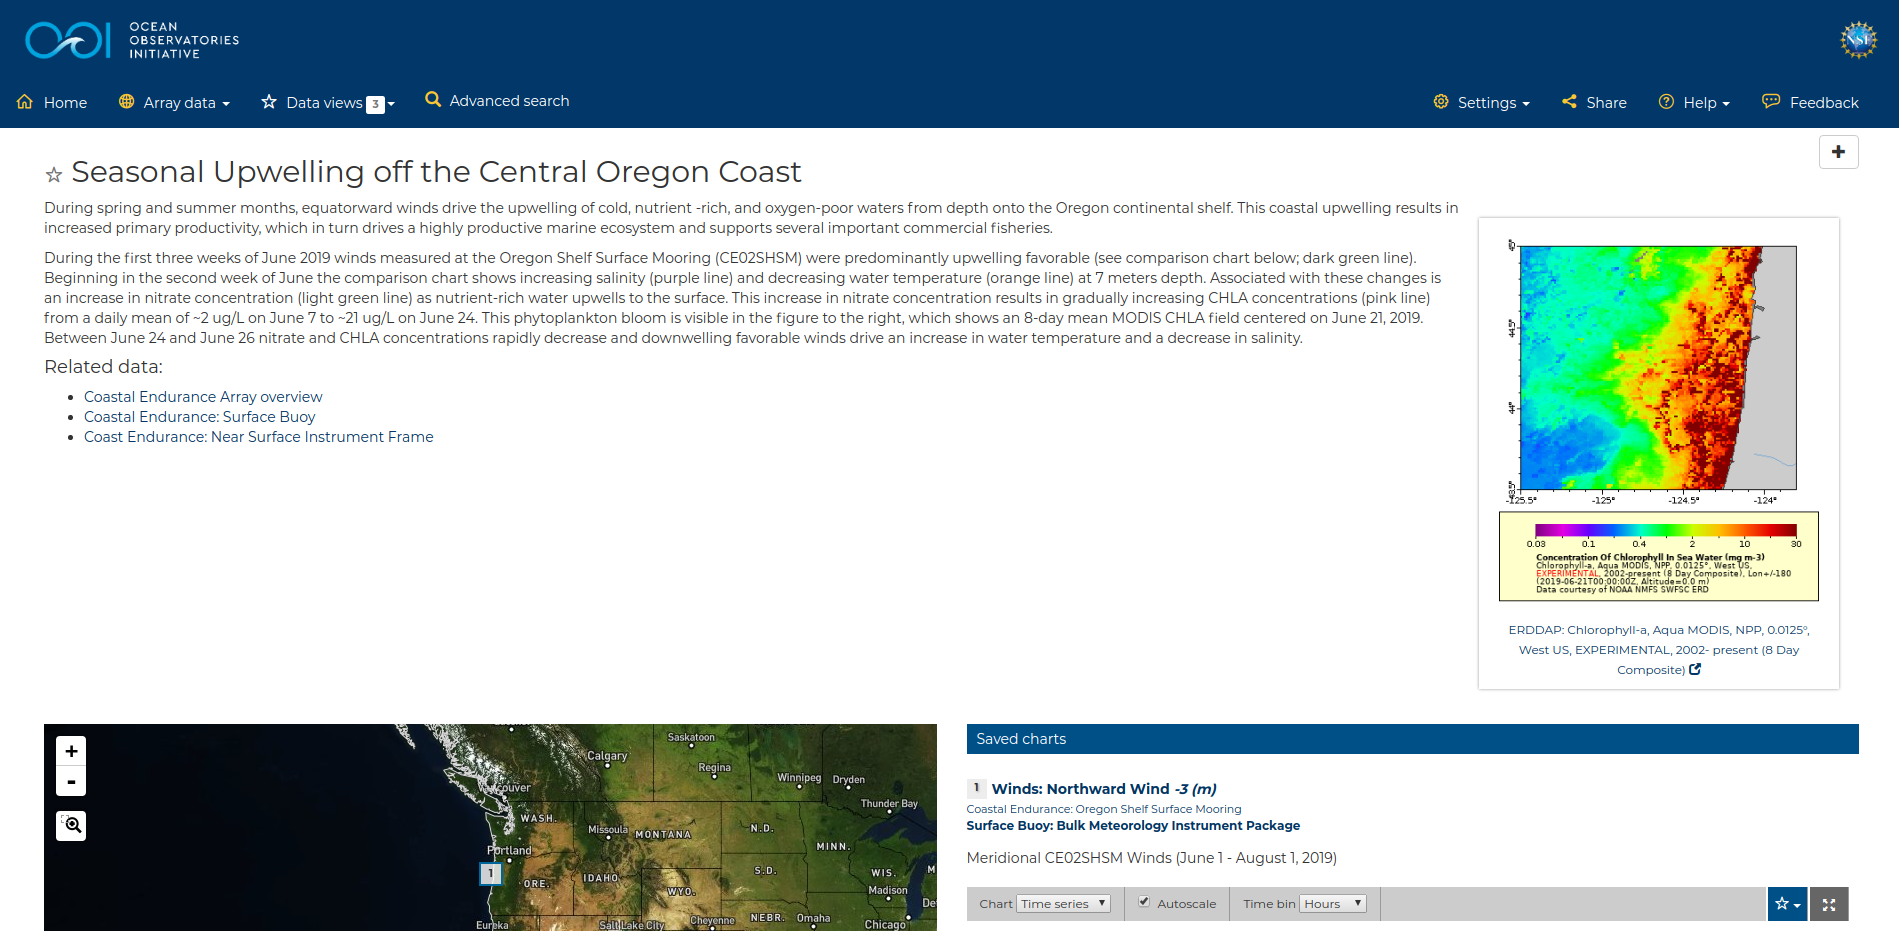 OCEAN
OBSERVATORIES
INITIATIVE
NSF
Home
Array data
Data views 3
Advanced search
Settings
Share
Help
Feedback
+
Seasonal Upwelling off the Central Oregon Coast
During spring and summer months, equatorward winds drive the upwelling of cold, nutrient -rich, and oxygen-poor waters from depth onto the Oregon continental shelf. This coastal upwelling results in
increased primary productivity, which in turn drives a highly productive marine ecosystem and supports several important commercial fisheries.
During the first three weeks of June 2019 winds measured at the Oregon Shelf Surface Mooring (CE02SHSM) were predominantly upwelling favorable (see comparison chart below; dark green line).
Beginning in the second week of June the comparison chart shows increasing salinity (purple line) and decreasing water temperature (orange line) at 7 meters depth. Associated with these changes is
an increase in nitrate concentration (light green line) as nutrient-rich water upwells to the surface. This increase in nitrate concentration results in gradually increasing CHLA concentrations (pink line)
from a daily mean of ~2 ug/L on June 7 to ~21 ug/L on June 24. This phytoplankton bloom is visible in the figure to the right, which shows an 8-day mean MODIS CHLA field centered on June 21, 2019.
Between June 24 and June 26 nitrate and CHLA concentrations rapidly decrease and downwelling favorable winds drive an increase in water temperature and a decrease in salinity.
Related data:
Coastal Endurance Array overview
Coastal Endurance: Surface Buoy
Coast Endurance: Near Surface Instrument Frame
45°
44.5°
44°
43.5°
-125.5° -125° -124.5° -124°
0.03 0.1 0.4 2 10 30
Concentration Of Chlorophyll In Sea Water (mg m-3)
Chlorophyll-a, Aqua MODIS, NPP, 0.0125°, West US,
EXPERIMENTAL, 2002-present (8 Day Composite), Lon+/-180
(2019-06-21T00:00:00Z, Altitude=0.0 m)
Data courtesy of NOAA NMFS SWFSC ERD
ERDDAP: Chlorophyll-a, Aqua MODIS, NPP, 0.0125°,
West US, EXPERIMENTAL, 2002- present (8 Day
Composite)
+
-
Saskatoon
Calgary
Regina
Winnipeg
Dryden
Vancouver
Thunder Bay
WASH.
Missoula
MONTANA
N.D.
MINN.
Portland
1
ORE.
IDAHO
S.D.
WIS.
M
WYO.
Madison
De
Eureka
Salt Lake City
Cheyenne
NEBR.
Omaha
Chicago
Saved charts
1 Winds: Northward Wind -3 (m)
Coastal Endurance: Oregon Shelf Surface Mooring
Surface Buoy: Bulk Meteorology Instrument Package
Meridional CE02SHSM Winds (June 1 - August 1, 2019)
Chart Time series
Autoscale
Time bin Hours